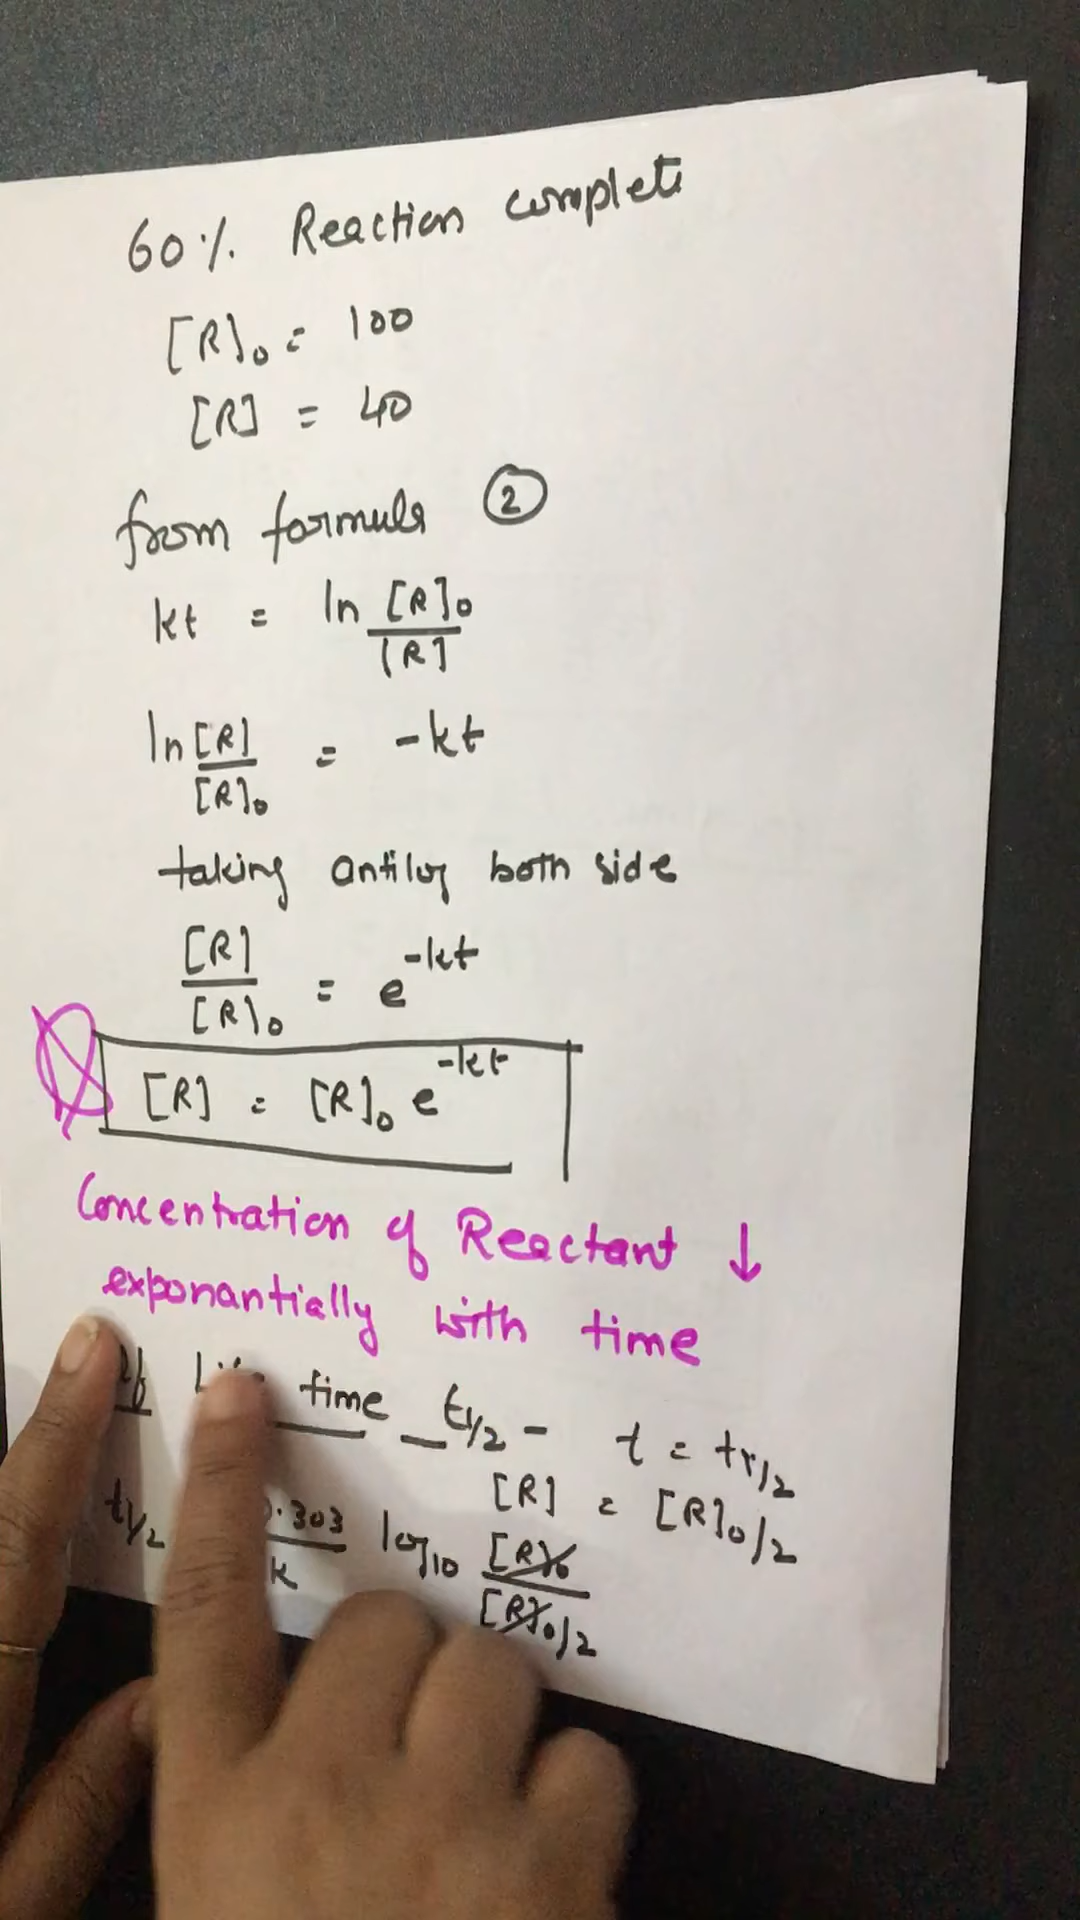 60% Reaction complete
[R]₀ = 100
[R] = 40
from formula ②
kt = ln [R]₀/[R]
ln [R]/[R]₀ = -kt
taking antilog both side
[R]/[R]₀ = e^-kt
[R] = [R]₀ e^-kt
Concentration of Reactant ↓
exponantially with time
time t1/2 - t = t1/2
[R] = [R]₀/2
t1/2 .303/k log₁₀ [R]₀/[R]₀/2